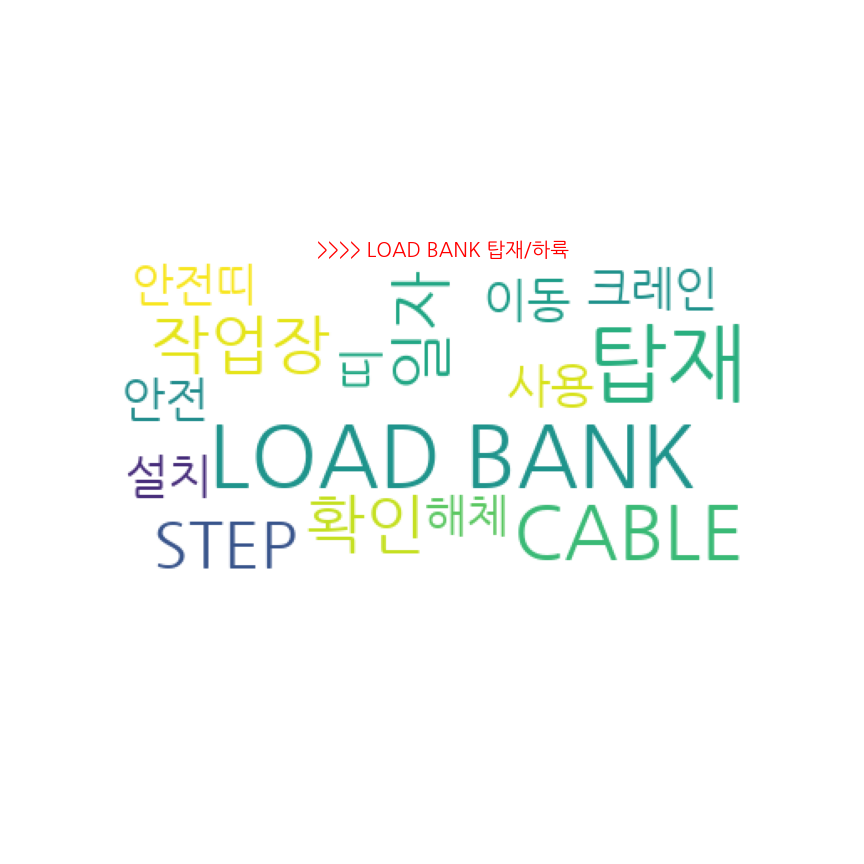 >>>> LOAD BANK 탑재/하륙
안전띠
일자
이동
크레인
작업장
띠
탑재
안전
사용
LOAD BANK
설치
확인
해체
CABLE
STEP